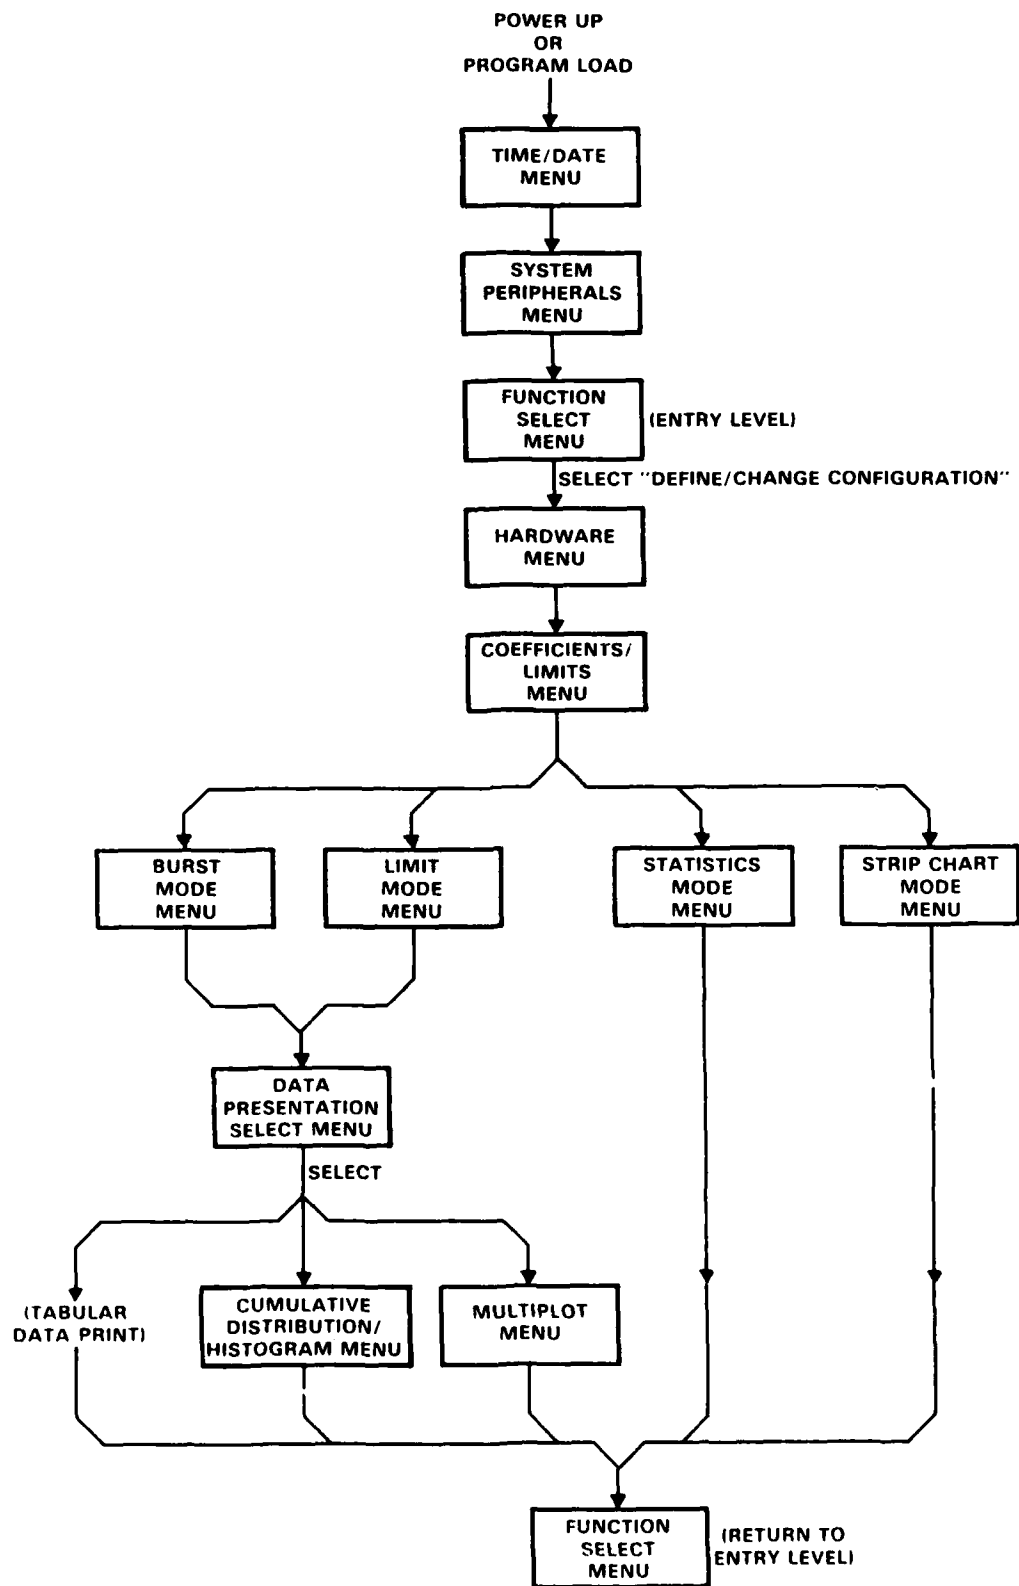 POWER UP
OR
PROGRAM LOAD
TIME/DATE
MENU
SYSTEM
PERIPHERALS
MENU
FUNCTION
SELECT
MENU
(ENTRY LEVEL)
SELECT "DEFINE/CHANGE CONFIGURATION"
HARDWARE
MENU
COEFFICIENTS/
LIMITS
MENU
BURST
MODE
MENU
LIMIT
MODE
MENU
STATISTICS
MODE
MENU
STRIP CHART
MODE
MENU
DATA
PRESENTATION
SELECT MENU
SELECT
(TABULAR
DATA PRINT)
CUMULATIVE
DISTRIBUTION/
HISTOGRAM MENU
MULTIPLOT
MENU
FUNCTION
SELECT
MENU
(RETURN TO
ENTRY LEVEL)